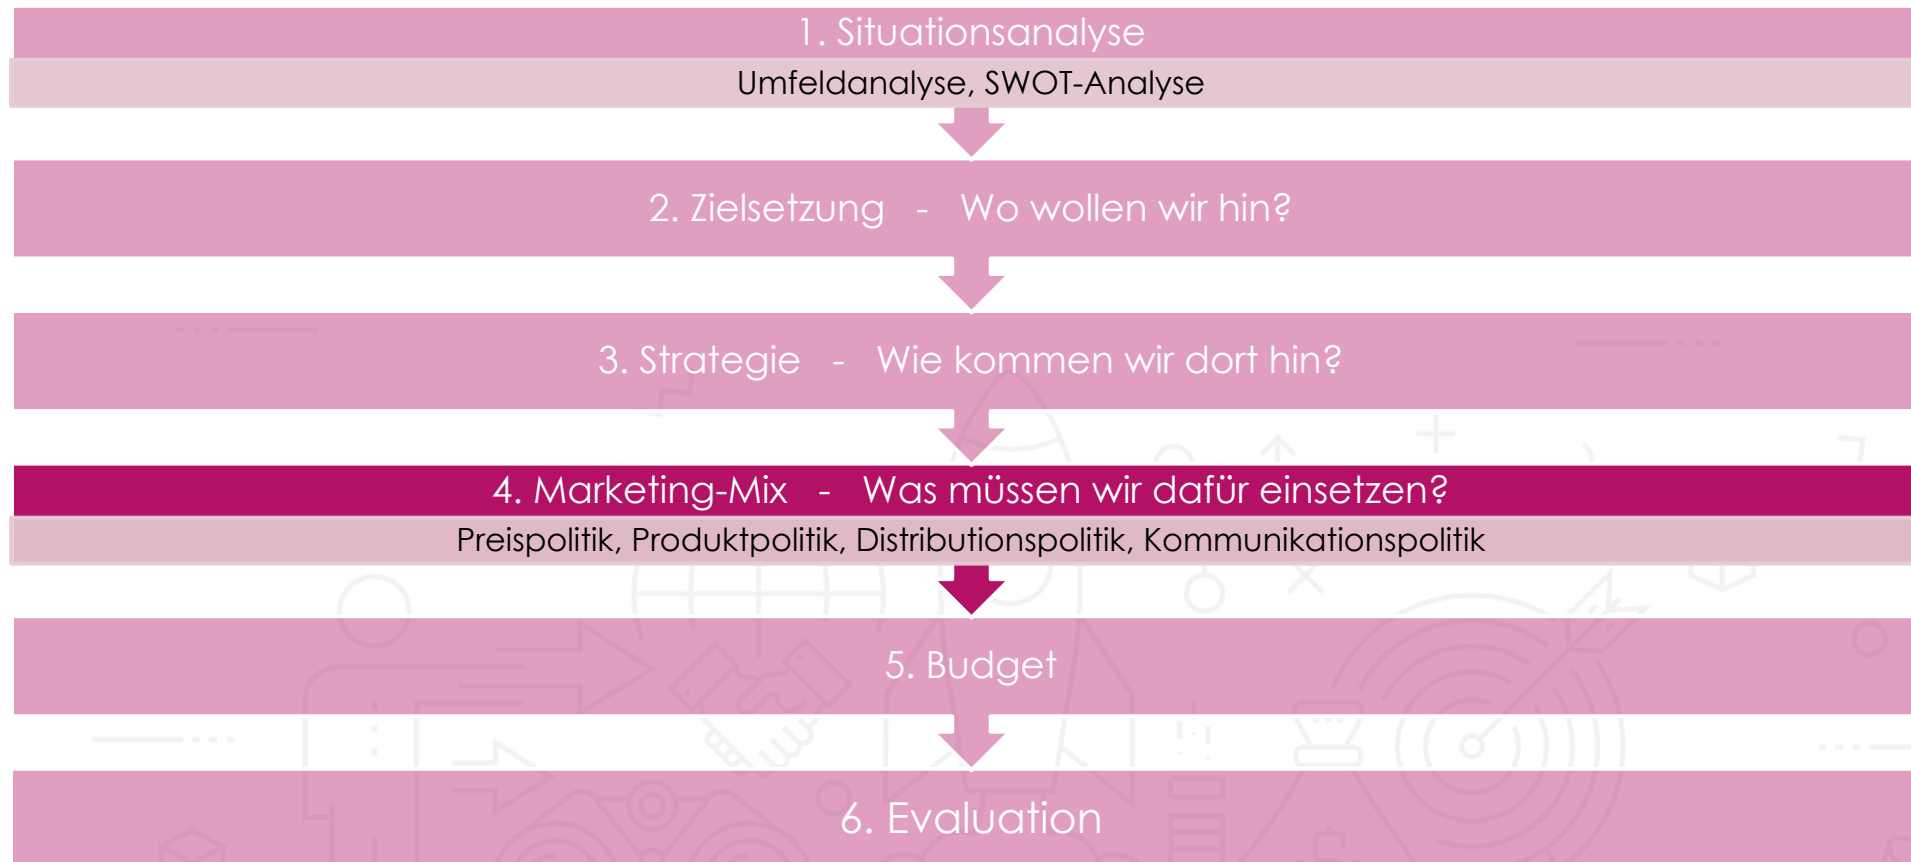 1. Situationsanalyse
Umfeldanalyse, SWOT-Analyse
2. Zielsetzung - Wo wollen wir hin?
3. Strategie - Wie kommen wir dort hin?
4. Marketing-Mix - Was müssen wir dafür einsetzen?
Preispolitik, Produktpolitik, Distributionspolitik, Kommunikationspolitik
5. Budget
6. Evaluation